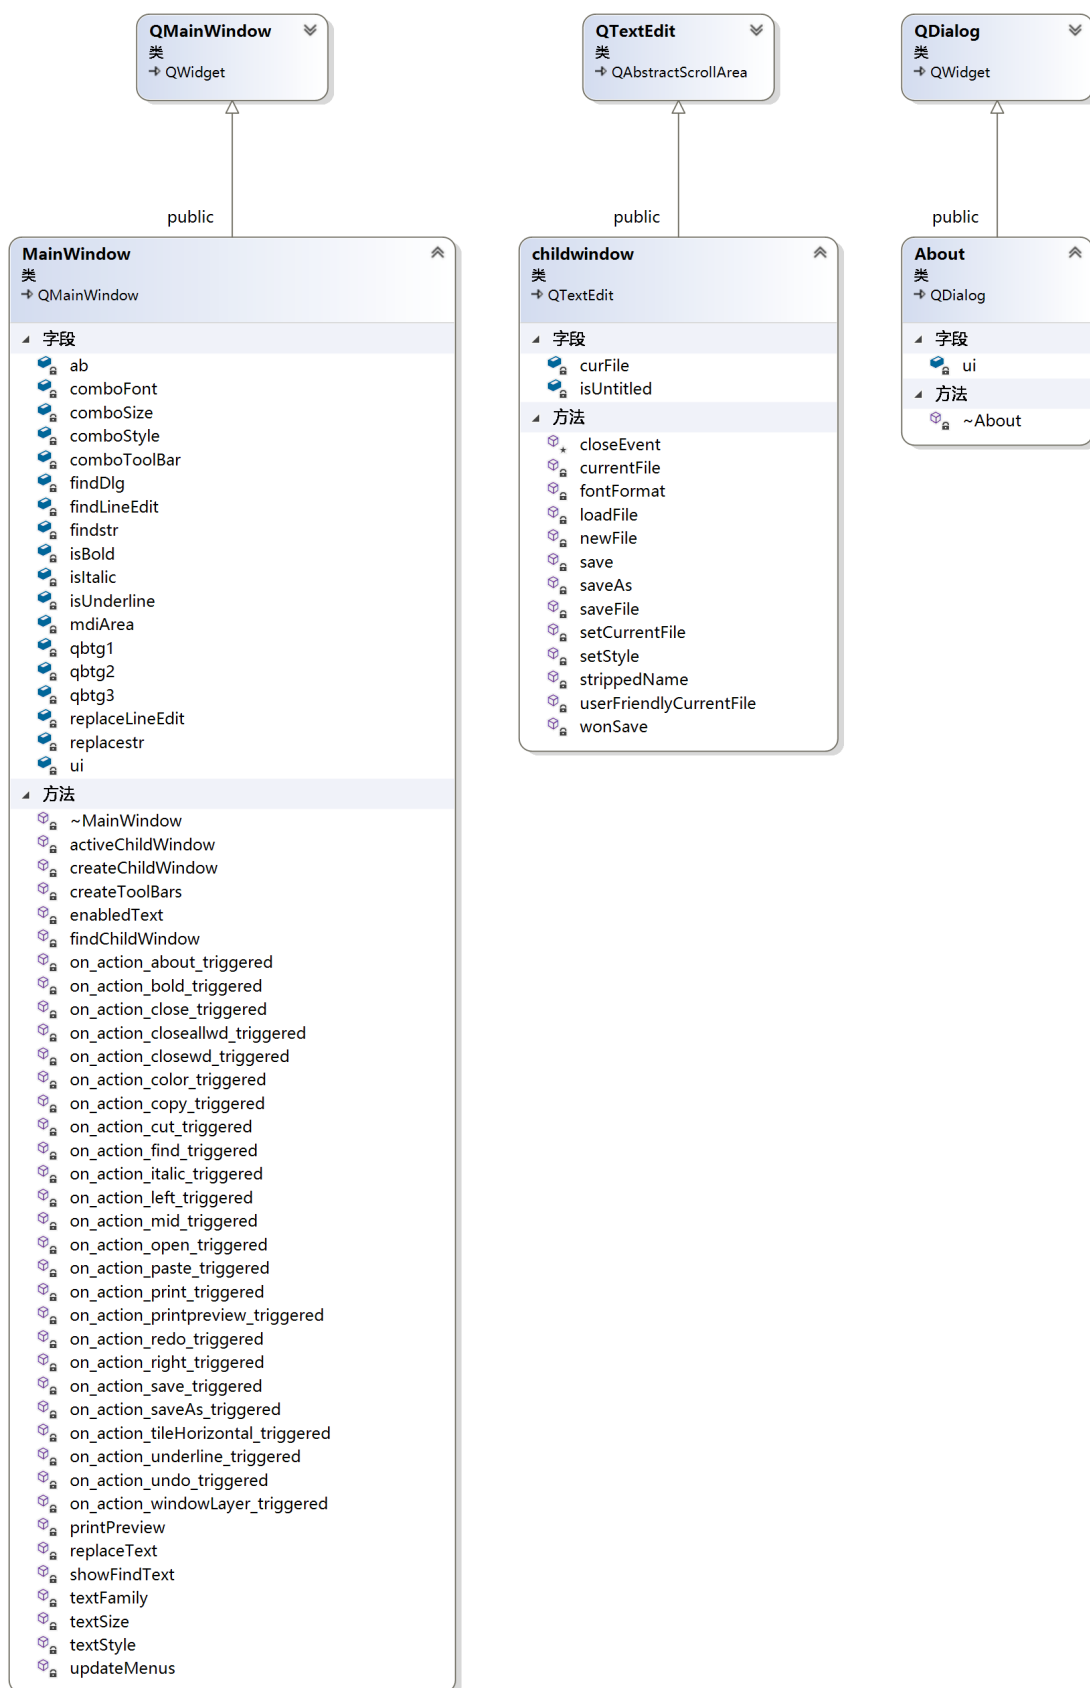 QMainWindow
类
QWidget
public
MainWindow
类
QMainWindow
字段
ab
comboFont
comboSize
comboStyle
comboToolBar
findDlg
findLineEdit
findstr
isBold
isItalic
isUnderline
mdiArea
qbtg1
qbtg2
qbtg3
replaceLineEdit
replacestr
ui
方法
~MainWindow
activeChildWindow
createChildWindow
createToolBars
enabledText
findChildWindow
on_action_about_triggered
on_action_bold_triggered
on_action_close_triggered
on_action_closeallwd_triggered
on_action_closewd_triggered
on_action_color_triggered
on_action_copy_triggered
on_action_cut_triggered
on_action_find_triggered
on_action_italic_triggered
on_action_left_triggered
on_action_mid_triggered
on_action_open_triggered
on_action_paste_triggered
on_action_print_triggered
on_action_printpreview_triggered
on_action_redo_triggered
on_action_right_triggered
on_action_save_triggered
on_action_saveAs_triggered
on_action_tileHorizontal_triggered
on_action_underline_triggered
on_action_undo_triggered
on_action_windowLayer_triggered
printPreview
replaceText
showFindText
textFamily
textSize
textStyle
updateMenus
QTextEdit
类
QAbstractScrollArea
public
childwindow
类
QTextEdit
字段
curFile
isUntitled
方法
closeEvent
currentFile
fontFormat
loadFile
newFile
save
saveAs
saveFile
setCurrentFile
setStyle
strippedName
userFriendlyCurrentFile
wonSave
QDialog
类
QWidget
public
About
类
QDialog
字段
ui
方法
~About